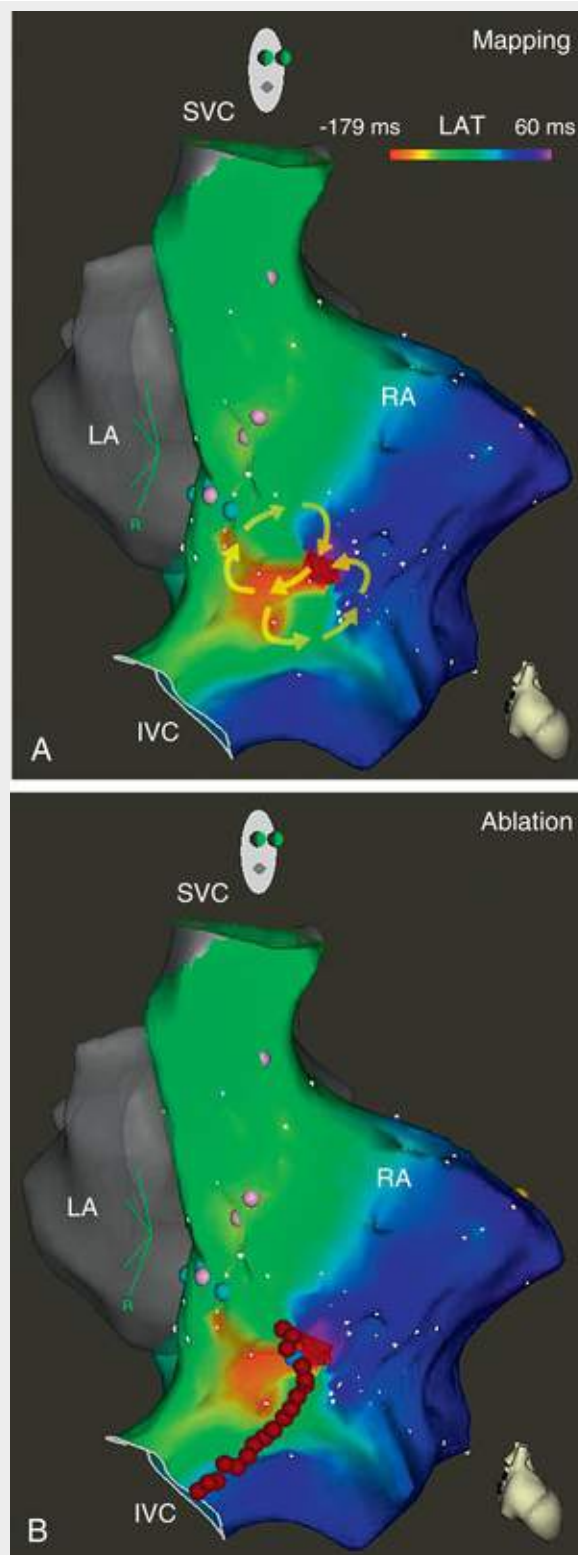 Mapping
SVC
-179 ms LAT 60 ms
RA
LA
R
IVC
A
Ablation
SVC
RA
LA
R
IVC
B